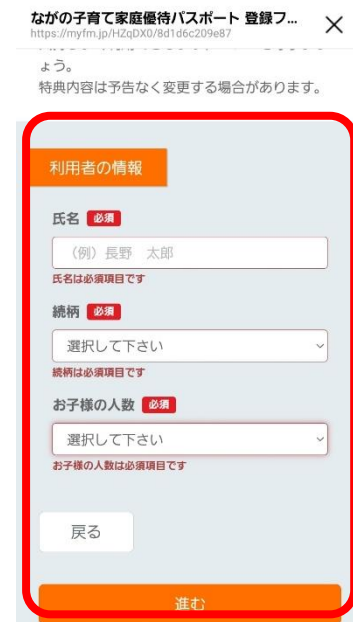 ながの子育て家庭優待パスポート 登録フ...
https://myfm.jp/HZqDX0/8d1d6c209e87
ょう。
特典内容は予告なく変更する場合があります。
利用者の情報
氏名 必須
（例）長野　太郎
氏名は必須項目です
続柄 必須
選択して下さい
続柄は必須項目です
お子様の人数 必須
選択して下さい
お子様の人数は必須項目です
戻る
進む